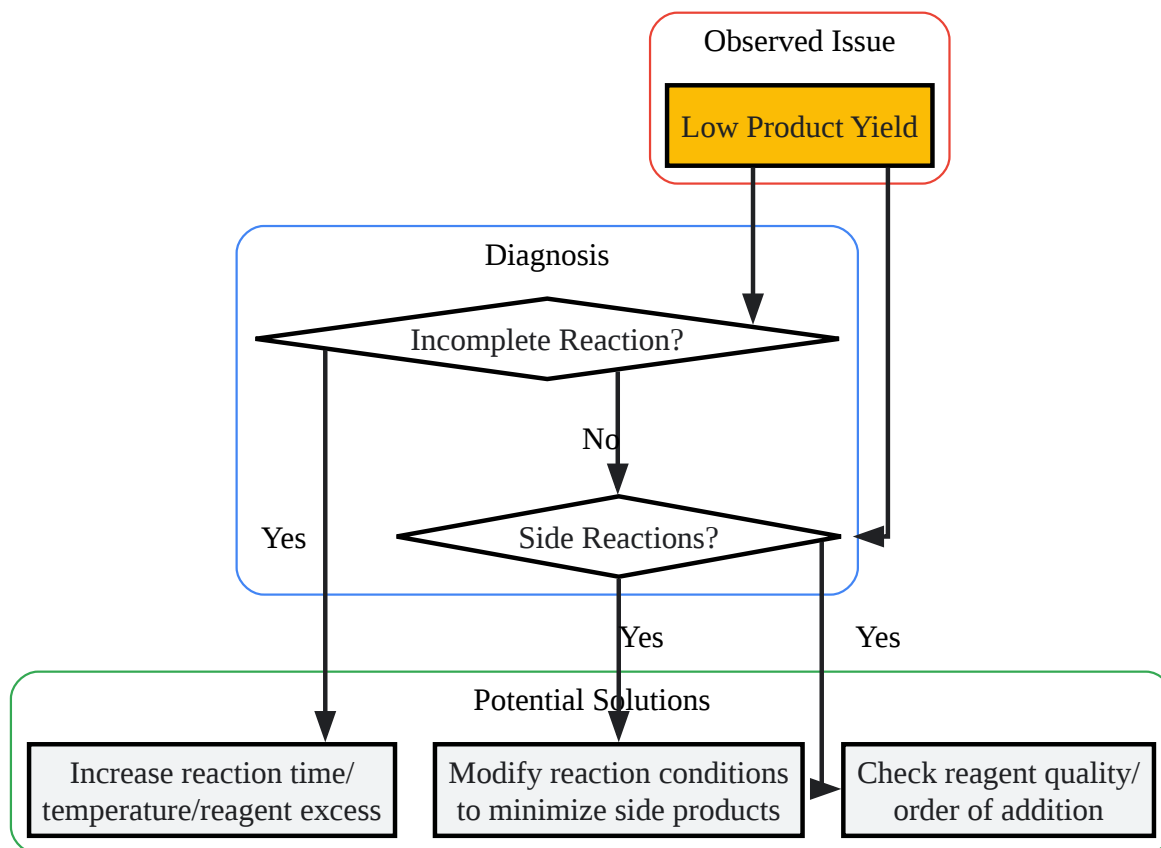 Observed Issue
Low Product Yield
Diagnosis
Incomplete Reaction?
No
Yes
Side Reactions?
Yes
Yes
Potential Solutions
Increase reaction time/
temperature/reagent excess
Modify reaction conditions
to minimize side products
Check reagent quality/
order of addition